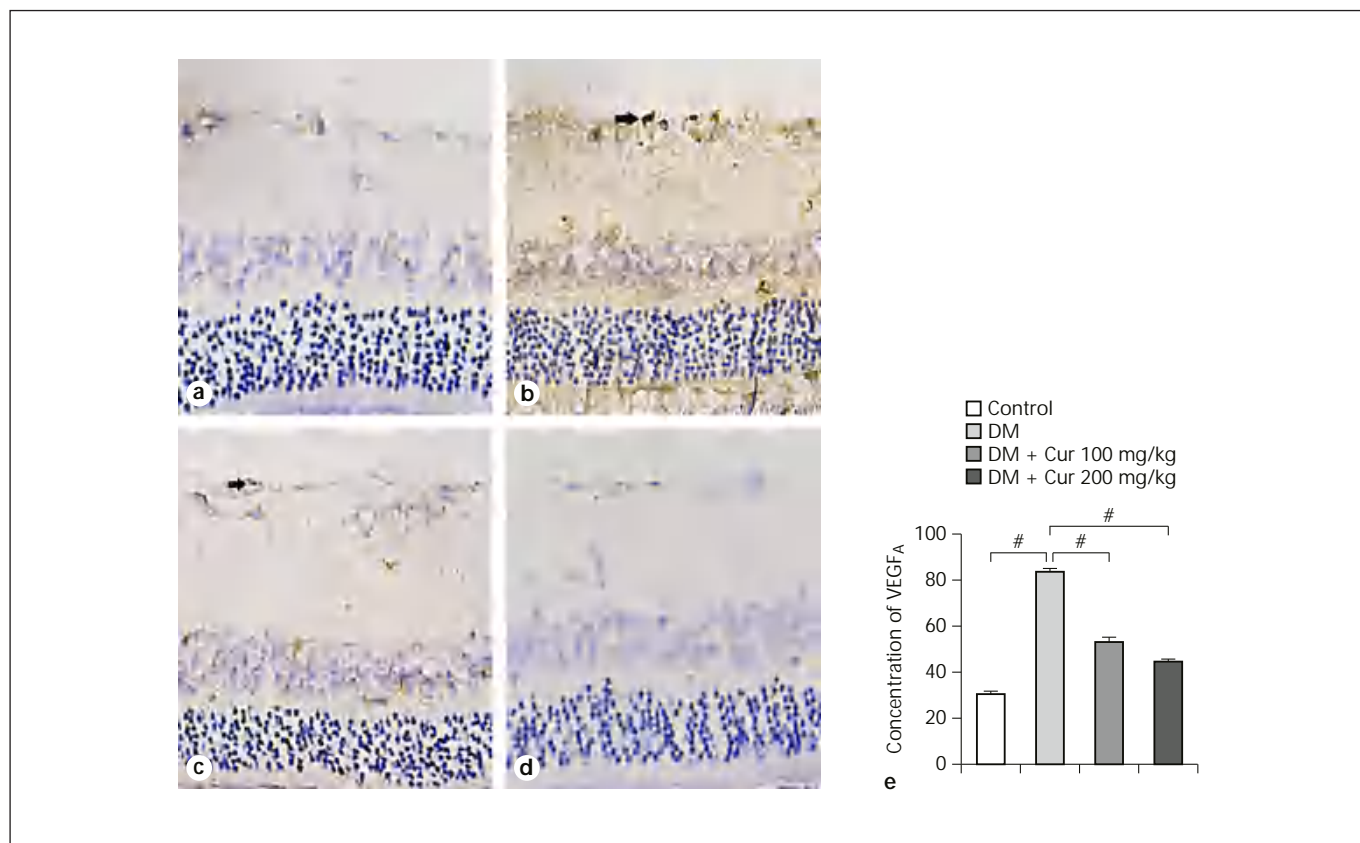 a
b
c
d
Control
DM
DM + Cur 100 mg/kg
DM + Cur 200 mg/kg
#
#
#
100
80
60
40
20
0
Concentration of VEGFA
e